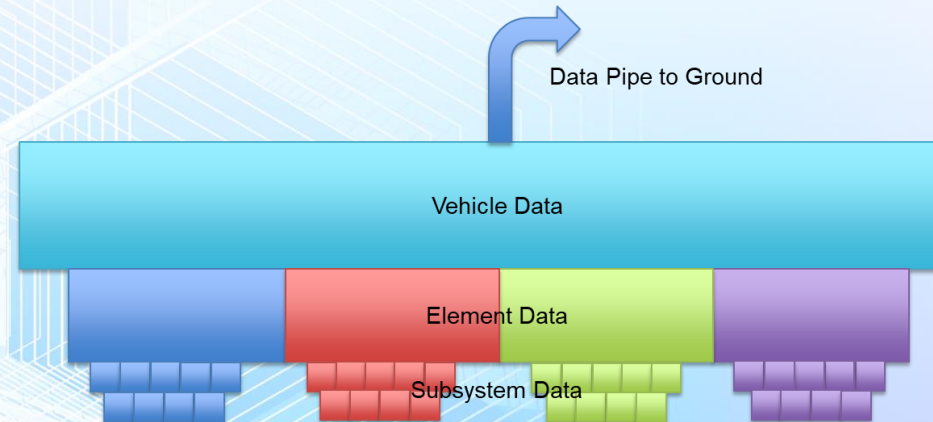 Data Pipe to Ground
Vehicle Data
Element Data
Subsystem Data